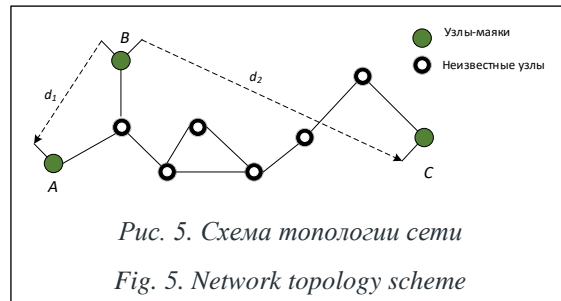 B
Узлы-маяки
Неизвестные узлы
d1
d2
A
C
Рис. 5. Схема топологии сети
Fig. 5. Network topology scheme